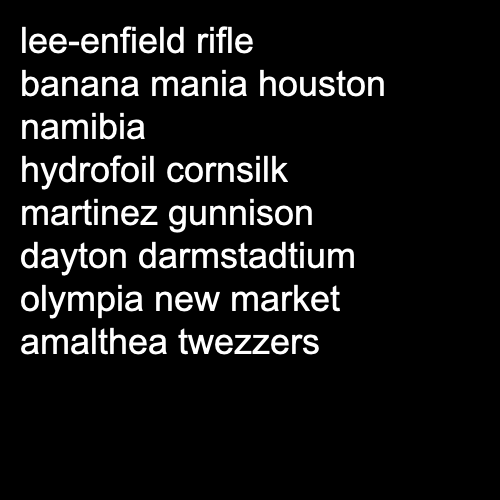 lee-enfield rifle
banana mania houston
namibia
hydrofoil cornsilk
martinez gunnison
dayton darmstadtium
olympia new market
amalthea twezzers